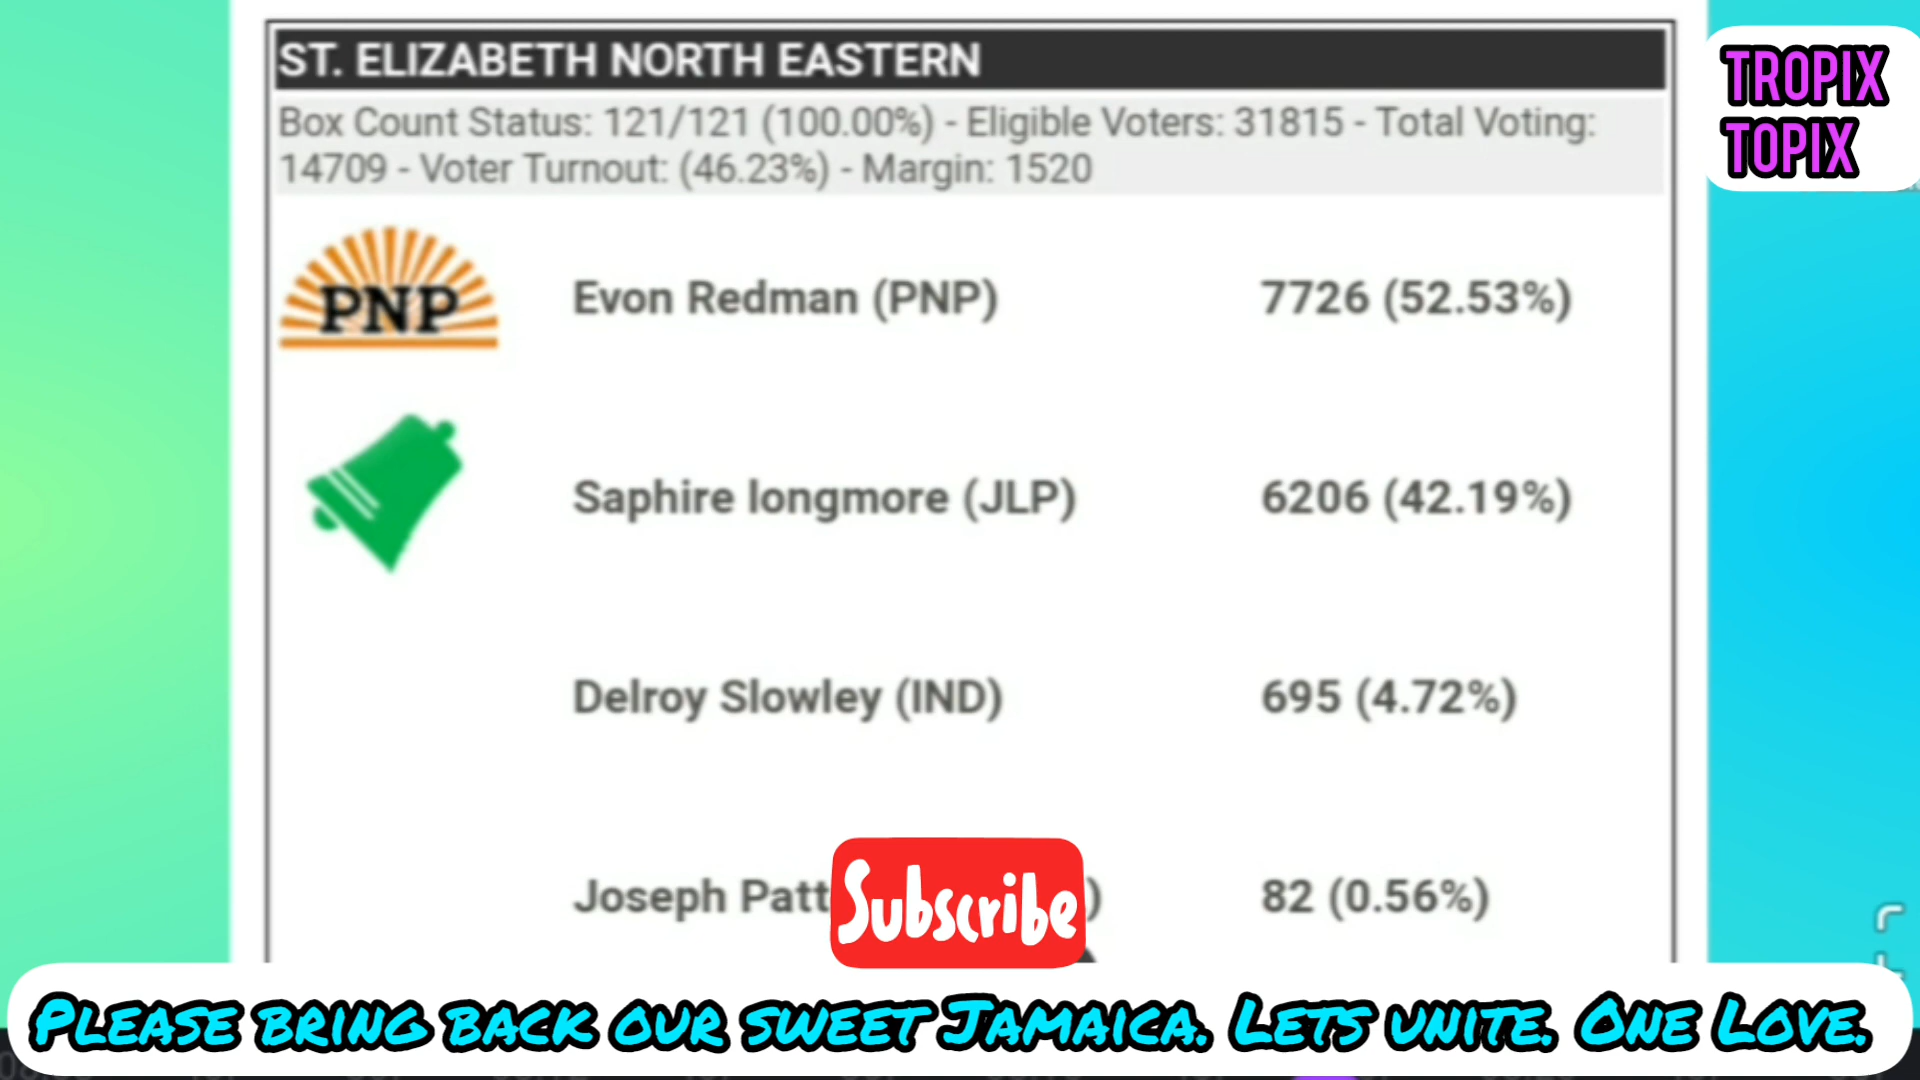 ST. ELIZABETH NORTH EASTERN
TROPIX
TOPIX
Box Count Status: 121/121 (100.00%) - Eligible Voters: 31815 - Total Voting:
14709 - Voter Turnout: (46.23%) - Margin: 1520
PNP
Evon Redman (PNP) 7726 (52.53%)
Saphire longmore (JLP) 6206 (42.19%)
Delroy Slowley (IND) 695 (4.72%)
Joseph Patt ) 82 (0.56%)
Subscribe
PLEASE BRING BACK OUR SWEET JAMAICA. LETS UNITE. ONE LOVE.